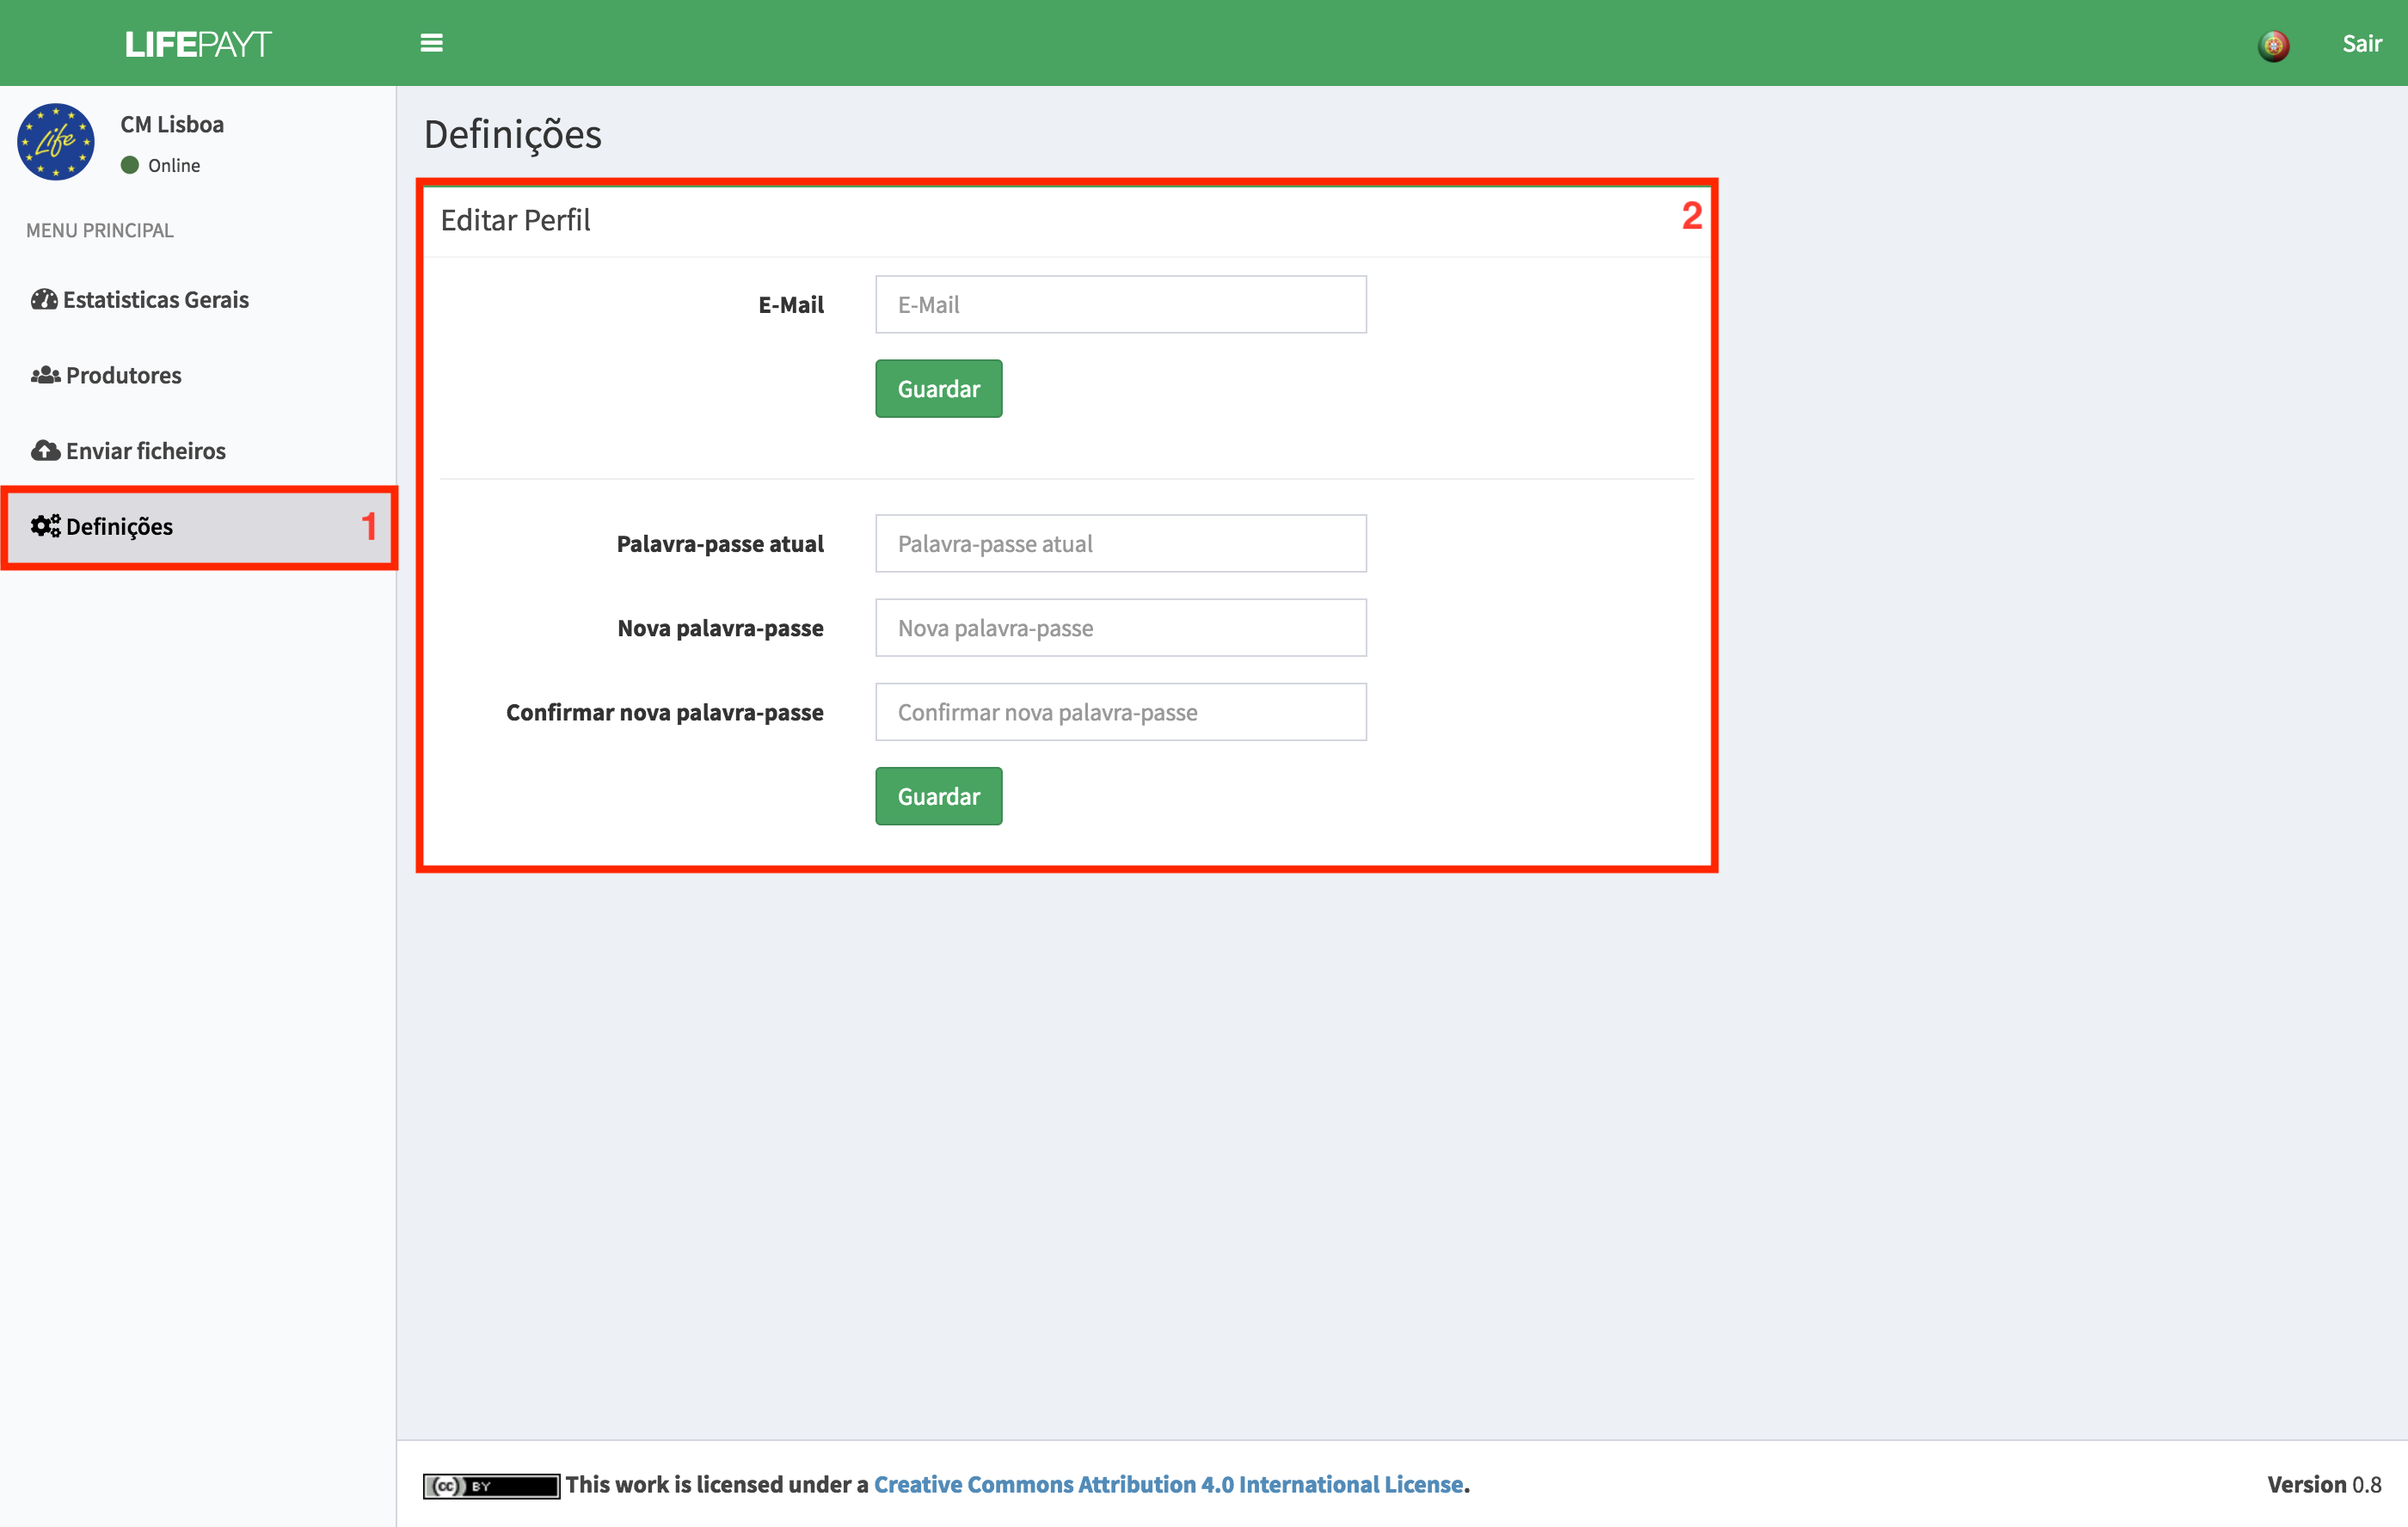 LIFEPAYT
Sair
Life
CM Lisboa
Online
MENU PRINCIPAL
Estatisticas Gerais
Produtores
Enviar ficheiros
Definições 1
Definições
Editar Perfil 2
E-Mail E-Mail
Guardar
Palavra-passe atual Palavra-passe atual
Nova palavra-passe Nova palavra-passe
Confirmar nova palavra-passe Confirmar nova palavra-passe
Guardar
cc BY This work is licensed under a Creative Commons Attribution 4.0 International License. Version 0.8